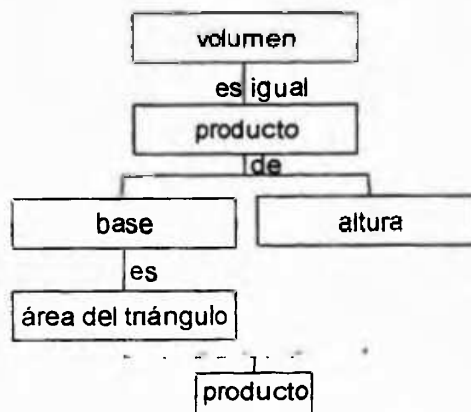 volumen
es igual
producto
de
base
altura
es
área del triángulo
producto